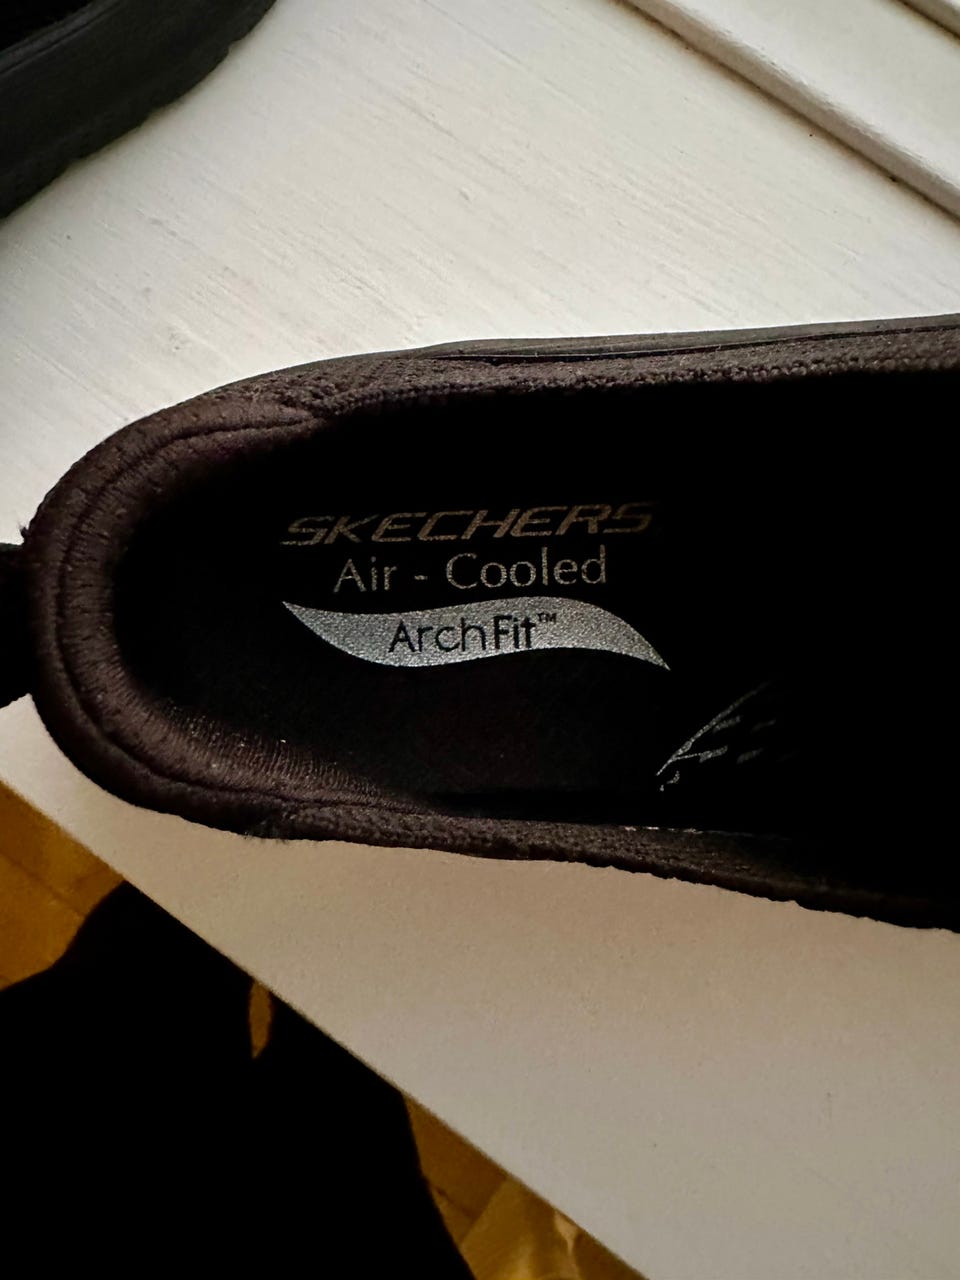 SKECHERS
Air - Cooled
ArchFit™